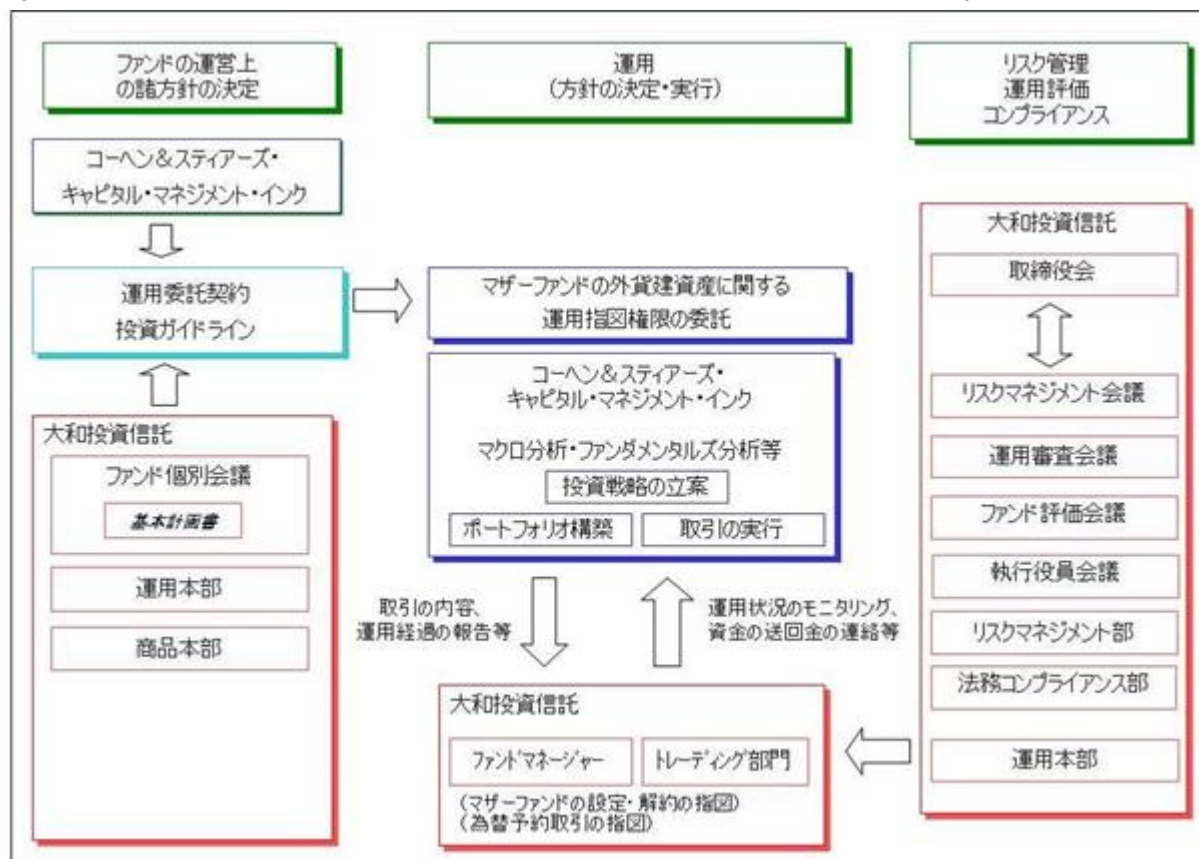 ファンドの運営上
の諸方針の決定
運用
(方針の決定・実行)
リスク管理
運用評価
コンプライアンス
コーヘン&スティアーズ・
キャピタル・マネジメント・インク
運用委託契約
投資ガイドライン
マザーファンドの外貨建資産に関する
運用指図権限の委託
コーヘン&スティアーズ・
キャピタル・マネジメント・インク
マクロ分析・ファンダメンタルズ分析等
投資戦略の立案
ポートフォリオ構築
取引の実行
大和投資信託
ファンド個別会議
基本計画書
運用本部
商品本部
取引の内容、
運用経過の報告等
運用状況のモニタリング、
資金の送回金の連絡等
大和投資信託
ファンドマネージャー
トレーディング部門
(マザーファンドの設定・解約の指図)
(為替予約取引の指図)
大和投資信託
取締役会
リスクマネジメント会議
運用審査会議
ファンド評価会議
執行役員会議
リスクマネジメント部
法務コンプライアンス部
運用本部